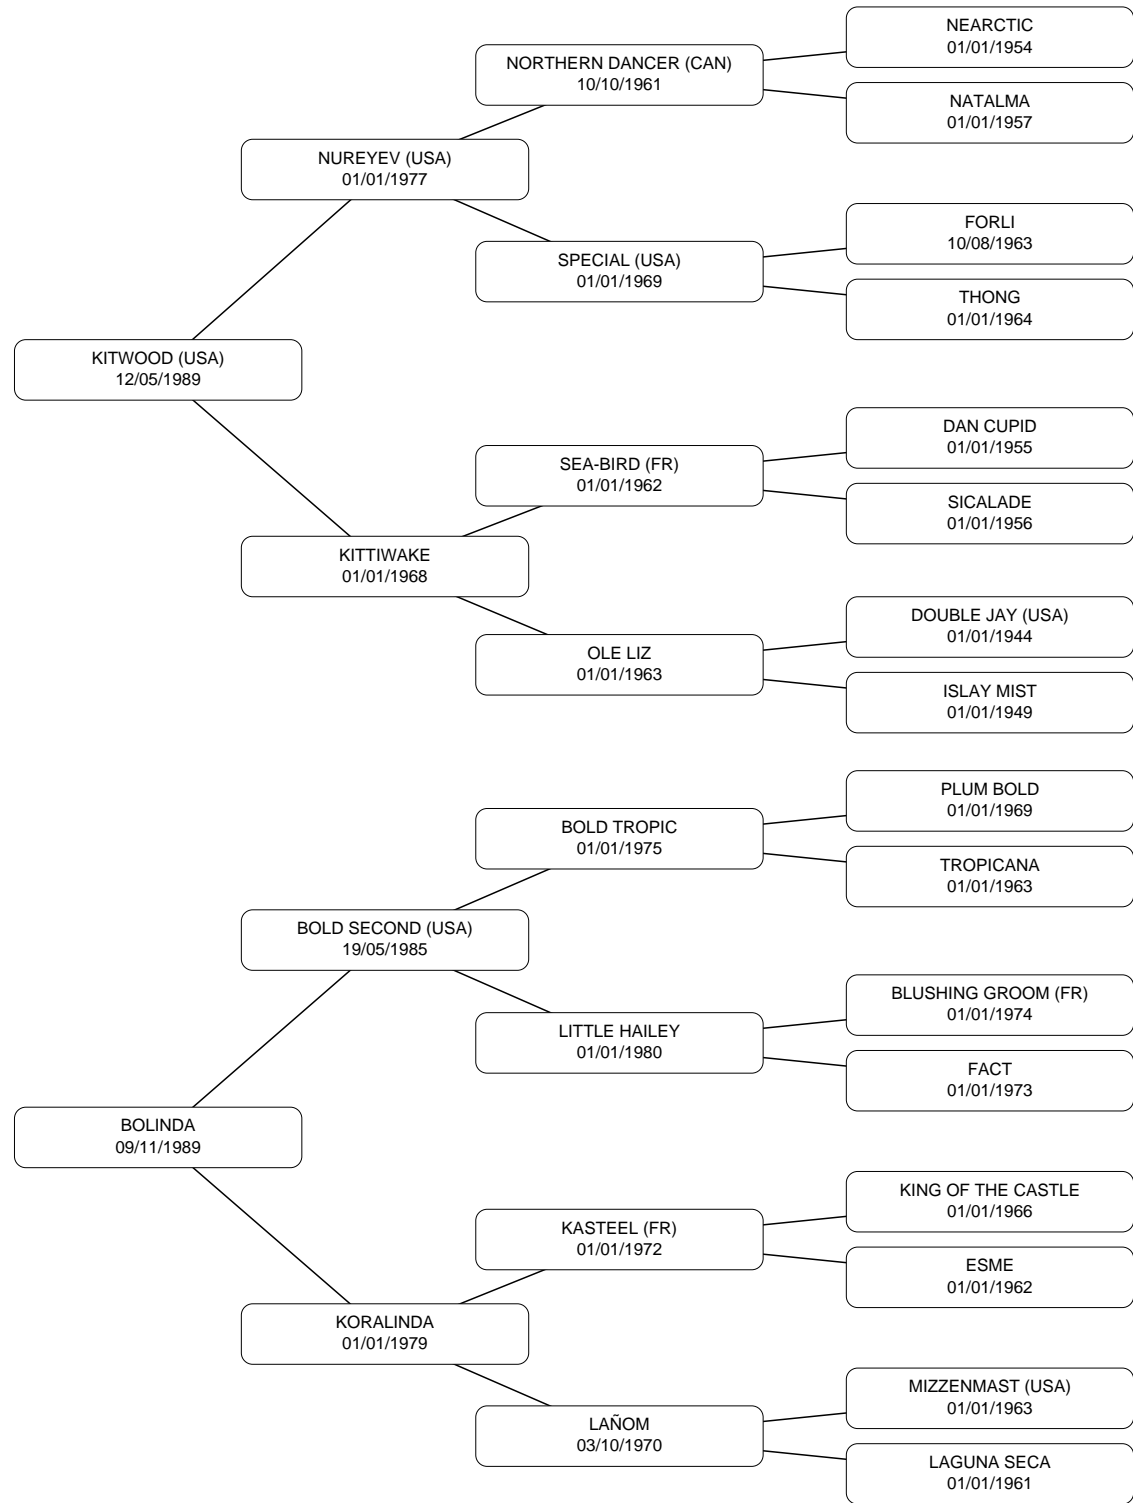 NEARCTIC
01/01/1954
NORTHERN DANCER (CAN)
10/10/1961
NATALMA
01/01/1957
NUREYEV (USA)
01/01/1977
FORLI
10/08/1963
SPECIAL (USA)
01/01/1969
THONG
01/01/1964
KITWOOD (USA)
12/05/1989
DAN CUPID
01/01/1955
SEA-BIRD (FR)
01/01/1962
SICALADE
01/01/1956
KITTIWAKE
01/01/1968
DOUBLE JAY (USA)
01/01/1944
OLE LIZ
01/01/1963
ISLAY MIST
01/01/1949
PLUM BOLD
01/01/1969
BOLD TROPIC
01/01/1975
TROPICANA
01/01/1963
BOLD SECOND (USA)
19/05/1985
BLUSHING GROOM (FR)
01/01/1974
LITTLE HAILEY
01/01/1980
FACT
01/01/1973
BOLINDA
09/11/1989
KING OF THE CASTLE
01/01/1966
KASTEEL (FR)
01/01/1972
ESME
01/01/1962
KORALINDA
01/01/1979
MIZZENMAST (USA)
01/01/1963
LAÑOM
03/10/1970
LAGUNA SECA
01/01/1961